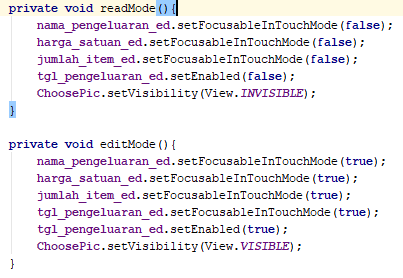 private void readMode(){
nama_pengeluaran_ed.setFocusableInTouchMode(false);
harga_satuan_ed.setFocusableInTouchMode(false);
jumlah_item_ed.setFocusableInTouchMode(false);
tgl_pengeluaran_ed.setEnabled(false);
ChoosePic.setVisibility(View.INVISIBLE);
}
private void editMode(){
nama_pengeluaran_ed.setFocusableInTouchMode(true);
harga_satuan_ed.setFocusableInTouchMode(true);
jumlah_item_ed.setFocusableInTouchMode(true);
tgl_pengeluaran_ed.setFocusableInTouchMode(true);
tgl_pengeluaran_ed.setEnabled(true);
ChoosePic.setVisibility(View.VISIBLE);
}